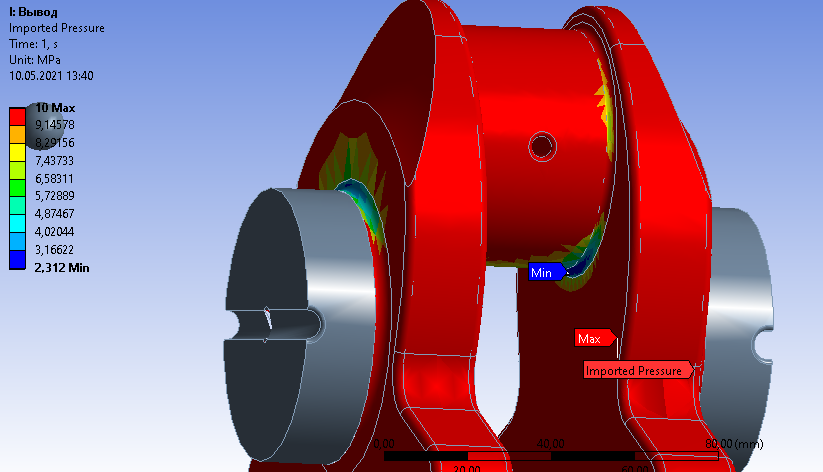 I: Вывод
Imported Pressure
Time: 1, s
Unit: MPa
10.05.2021 13:40
10 Max
9,14578
8,29156
7,43733
6,58311
5,72889
4,87467
4,02044
3,16622
2,312 Min
Min
Max
Imported Pressure
0,00
40,00
80,00 (mm)
20,00
60,00